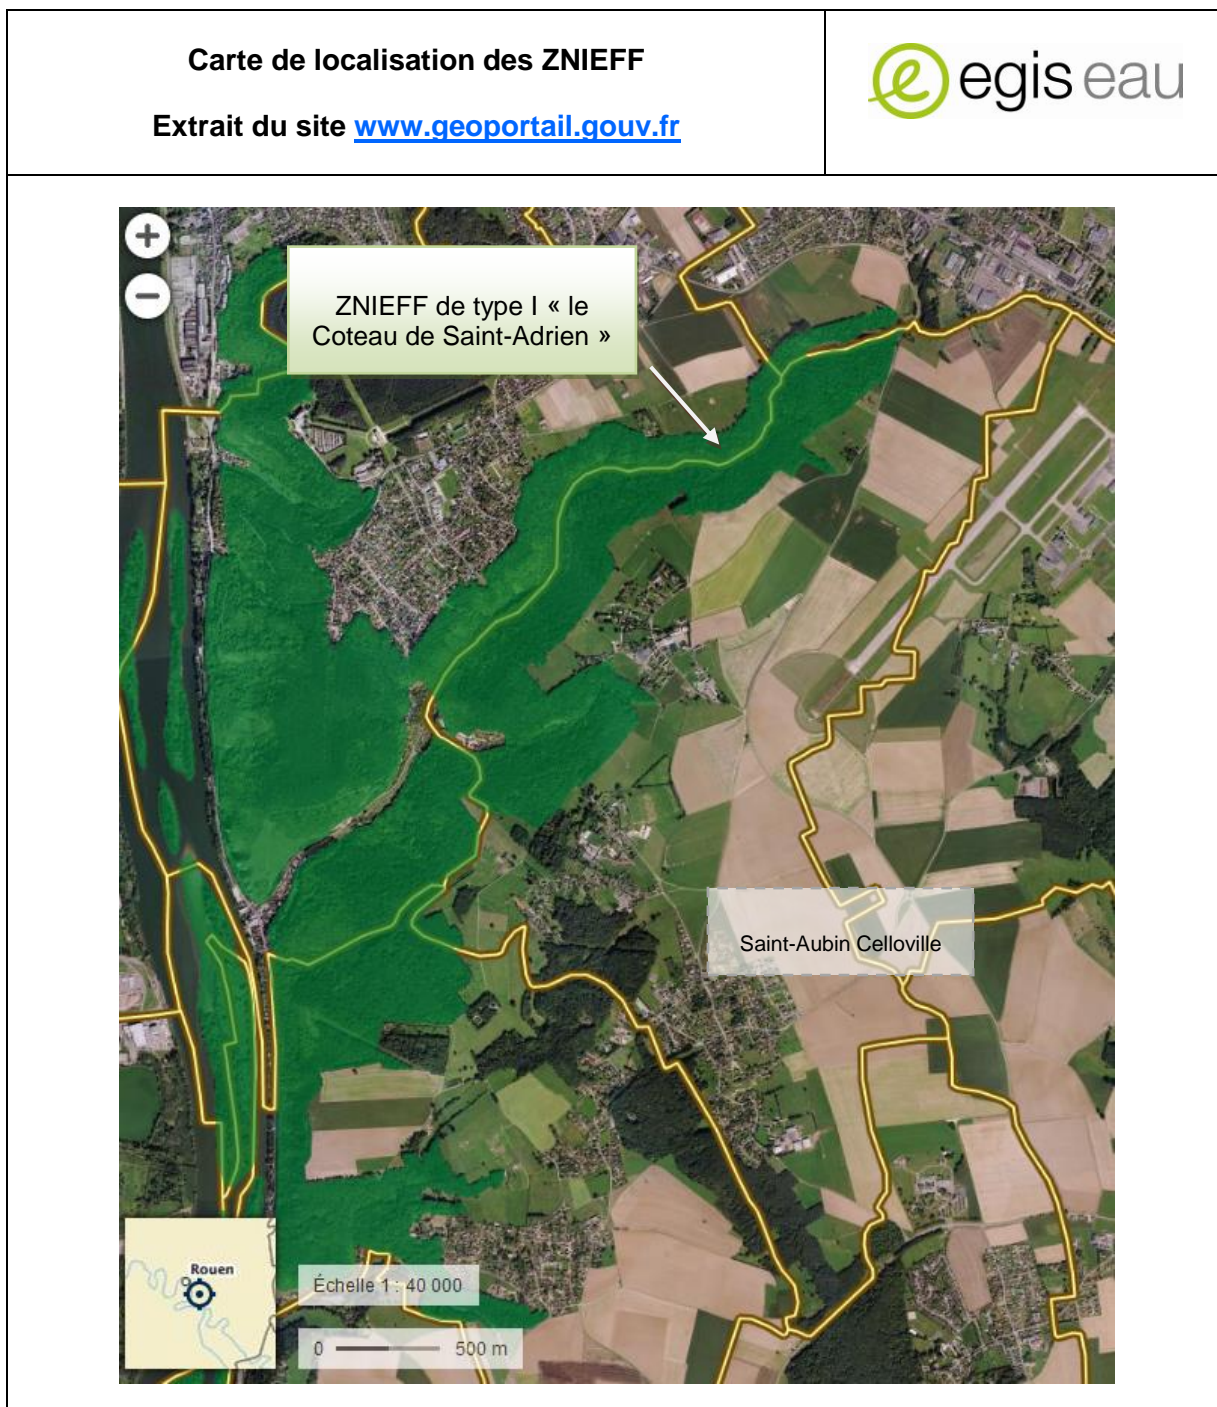 Carte de localisation des ZNIEFF
Extrait du site www.geoportail.gouv.fr
egis eau
ZNIEFF de type I « le
Coteau de Saint-Adrien »
Saint-Aubin Celloville
Rouen
Échelle 1 : 40 000
0 500 m